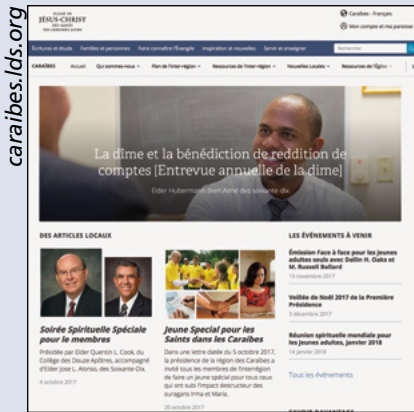 caraibes.lds.org
ÉGLISE DE
JÉSUS-CHRIST
DES SAINTS
DES DERNIERS JOURS
Caraïbes - Français
Mon compte et ma paroisse
Écritures et étude Familles et personnes Faire connaître l'Évangile Inspiration et nouvelles Servir et enseigner Rechercher
CARAÏBES Accueil Qui sommes-nous Plan de l'inter-région Ressources de l'inter-région Nouvelles Locales Ressources de l'Église
La dîme et la bénédiction de reddition de
comptes [Entrevue annuelle de la dîme]
Elder Hubermann Bien-Aimé des soixante-dix
DES ARTICLES LOCAUX
Soirée Spirituelle Spéciale
pour le membres
Présidée par Elder Quentin L. Cook, du
Collège des Douze Apôtres, accompagné
d'Elder Jose L. Alonso, des Soixante-Dix.
4 octobre 2017
Jeune Special pour les
Saints dans les Caraïbes
Dans une lettre datée du 5 octobre 2017,
la présidence de la région des Caraïbes a
invité tous les membres de l'interrégion
de faire un jeûne spécial pour tous ceux
qui ont subi l'impact destructeur des
ouragans Irma et Maria.
20 octobre 2017
LES ÉVÉNEMENTS À VENIR
Émission Face à face pour les jeunes
adultes seuls avec Dallin H. Oaks et
M. Russell Ballard
19 novembre 2017
Veillée de Noël 2017 de la Première
Présidence
3 décembre 2017
Réunion spirituelle mondiale pour
les jeunes adultes, janvier 2018
14 janvier 2018
Tous les événements